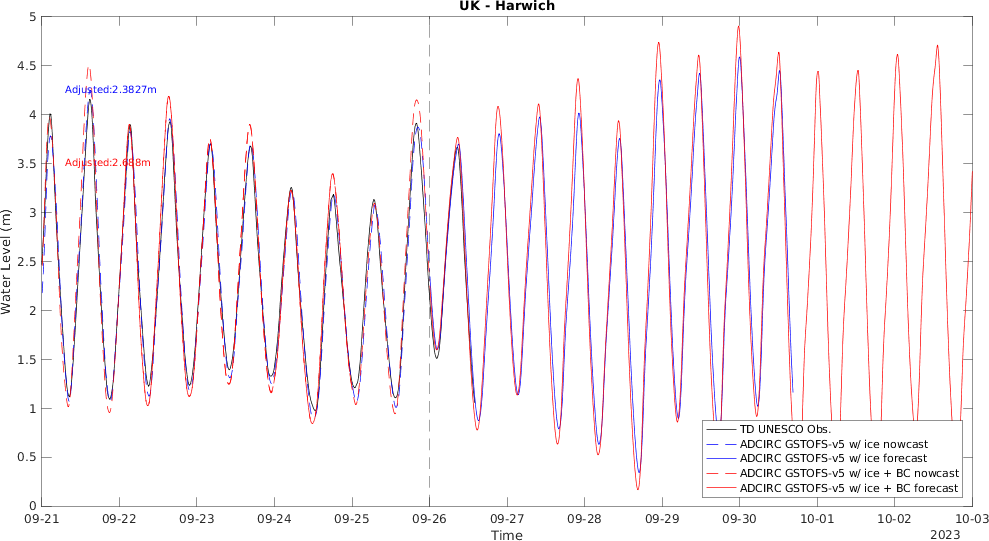 UK - Harwich
5
4.5
4
3.5
3
2.5
2
1.5
1
0.5
0
Water Level (m)
Adjusted:2.3827m
Adjusted:2.688m
TD UNESCO Obs.
ADCIRC GSTOFS-v5 w/ ice nowcast
ADCIRC GSTOFS-v5 w/ ice forecast
ADCIRC GSTOFS-v5 w/ ice + BC nowcast
ADCIRC GSTOFS-v5 w/ ice + BC forecast
09-21 09-22 09-23 09-24 09-25 09-26 09-27 09-28 09-29 09-30 10-01 10-02 10-03
Time
2023